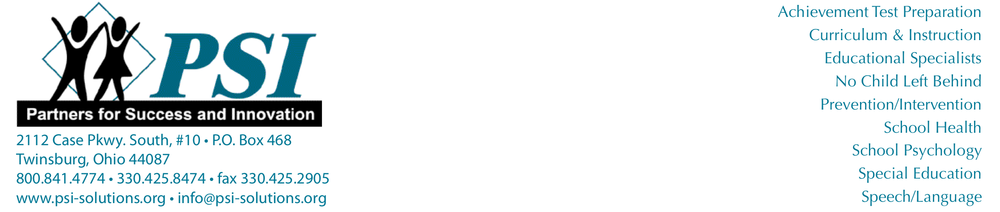 PSI
Partners for Success and Innovation
2112 Case Pkwy. South, #10 • P.O. Box 468
Twinsburg, Ohio 44087
800.841.4774 • 330.425.8474 • fax 330.425.2905
www.psi-solutions.org • info@psi-solutions.org
Achievement Test Preparation
Curriculum & Instruction
Educational Specialists
No Child Left Behind
Prevention/Intervention
School Health
School Psychology
Special Education
Speech/Language